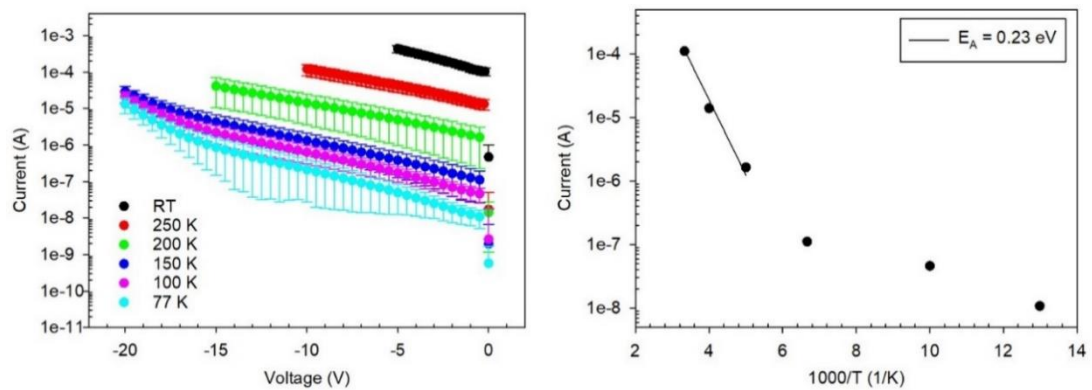 1e-3
1e-4
1e-5
1e-6
1e-7
1e-8
1e-9
1e-10
1e-11
Current (A)
RT
250 K
200 K
150 K
100 K
77 K
-20
-15
-10
-5
0
Voltage (V)
E_A = 0.23 eV
1e-4
1e-5
1e-6
1e-7
1e-8
Current (A)
2
4
6
8
10
12
14
1000/T (1/K)